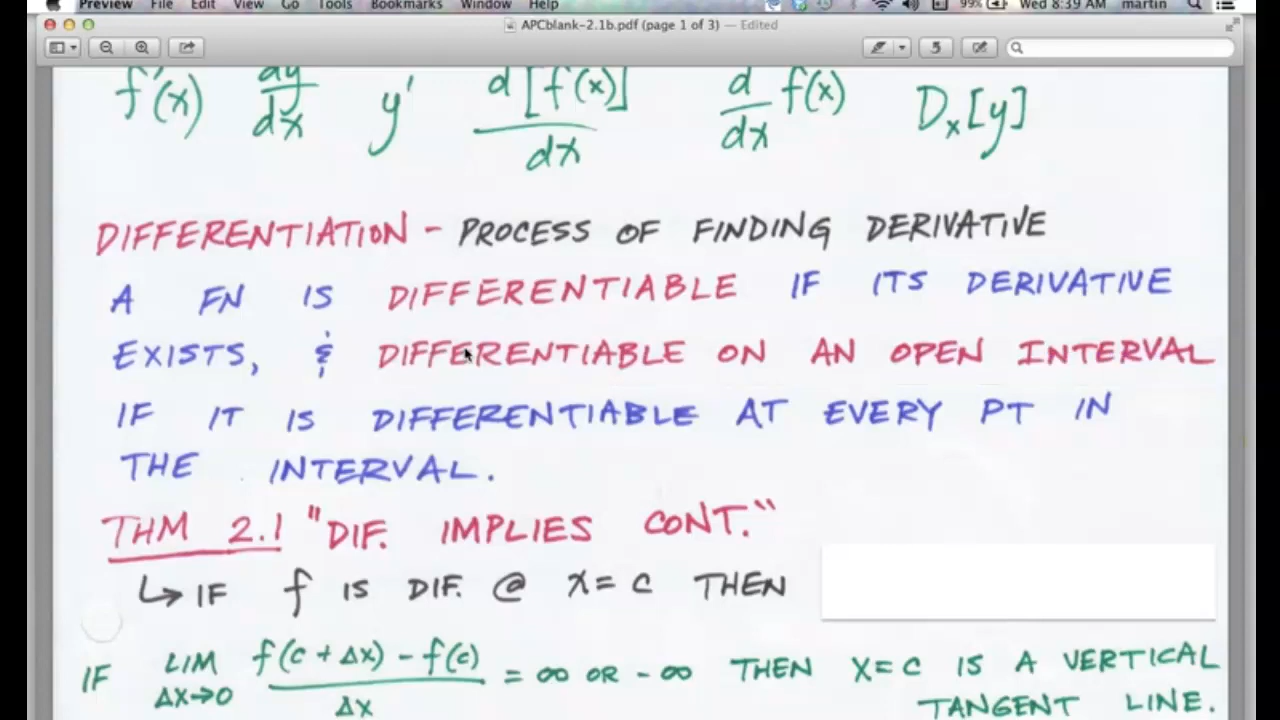 Preview File Edit View Go Tools Bookmarks Window Help 99% Wed 8:39 AM martin
APCblank-2.1b.pdf (page 1 of 3) — Edited
f'(x) dy/dx y' d[f(x)]/dx d/dx f(x) Dx[y]
DIFFERENTIATION - PROCESS OF FINDING DERIVATIVE
A FN IS DIFFERENTIABLE IF ITS DERIVATIVE
EXISTS, & DIFFERENTIABLE ON AN OPEN INTERVAL
IF IT IS DIFFERENTIABLE AT EVERY PT IN
THE INTERVAL.
THM 2.1 "DIF. IMPLIES CONT."
↳ IF f IS DIF. @ X = C THEN
IF LIM Δx→0 f(c + Δx) - f(c) / Δx = ∞ OR - ∞ THEN X=C IS A VERTICAL
TANGENT LINE.